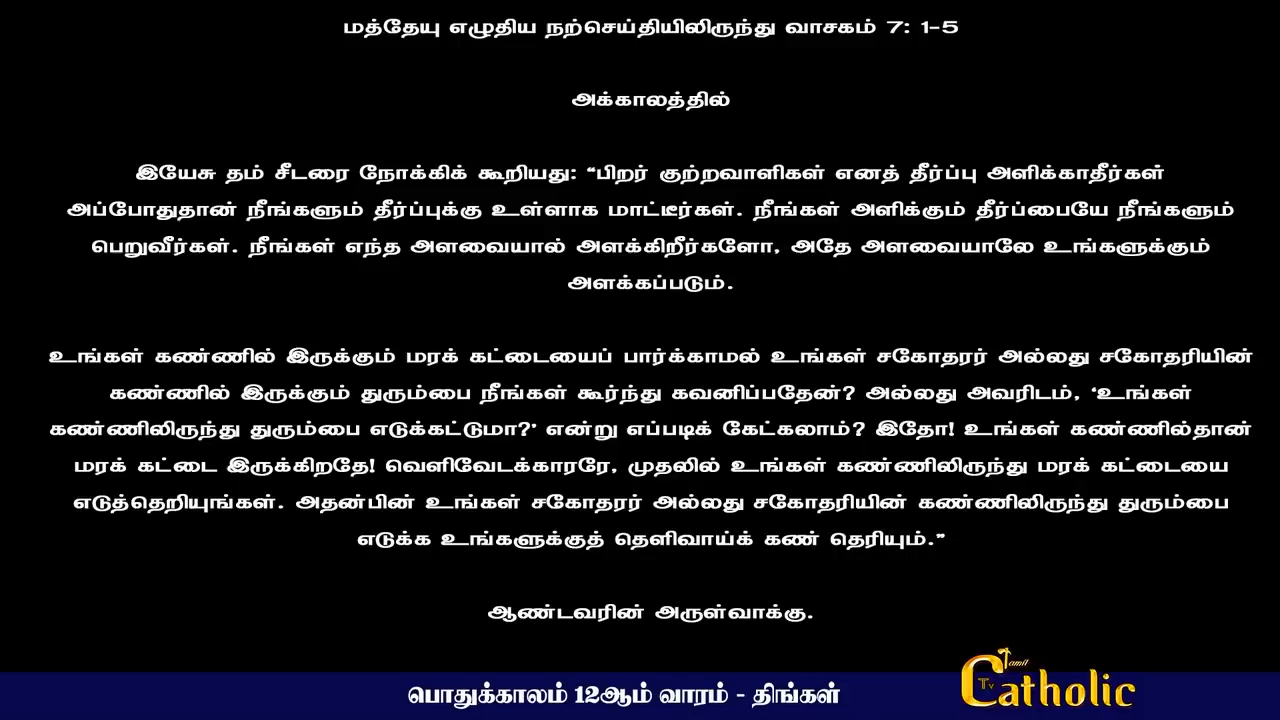 மத்தேயு எழுதிய நற்செய்தியிலிருந்து வாசகம் 7: 1-5
அக்காலத்தில்
இயேசு தம் சீடரை நோக்கிக் கூறியது: “பிறர் குற்றவாளிகள் எனத் தீர்ப்பு அளிக்காதீர்கள்
அப்போதுதான் நீங்களும் தீர்ப்புக்கு உள்ளாக மாட்டீர்கள். நீங்கள் அளிக்கும் தீர்ப்பையே நீங்களும்
பெறுவீர்கள். நீங்கள் எந்த அளவையால் அளக்கிறீர்களோ, அதே அளவையாலே உங்களுக்கும்
அளக்கப்படும்.
உங்கள் கண்ணில் இருக்கும் மரக் கட்டையைப் பார்க்காமல் உங்கள் சகோதரர் அல்லது சகோதரியின்
கண்ணில் இருக்கும் துரும்பை நீங்கள் கூர்ந்து கவனிப்பதேன்? அல்லது அவரிடம், ‘உங்கள்
கண்ணிலிருந்து துரும்பை எடுக்கட்டுமா?’ என்று எப்படிக் கேட்கலாம்? இதோ! உங்கள் கண்ணில்தான்
மரக் கட்டை இருக்கிறதே! வெளிவேடக்காரரே, முதலில் உங்கள் கண்ணிலிருந்து மரக் கட்டையை
எடுத்தெறியுங்கள். அதன்பின் உங்கள் சகோதரர் அல்லது சகோதரியின் கண்ணிலிருந்து துரும்பை
எடுக்க உங்களுக்குத் தெளிவாய்க் கண் தெரியும்.”
ஆண்டவரின் அருள்வாக்கு.
பொதுக்காலம் 12ஆம் வாரம் - திங்கள்
Tamil
Catholic
Tv